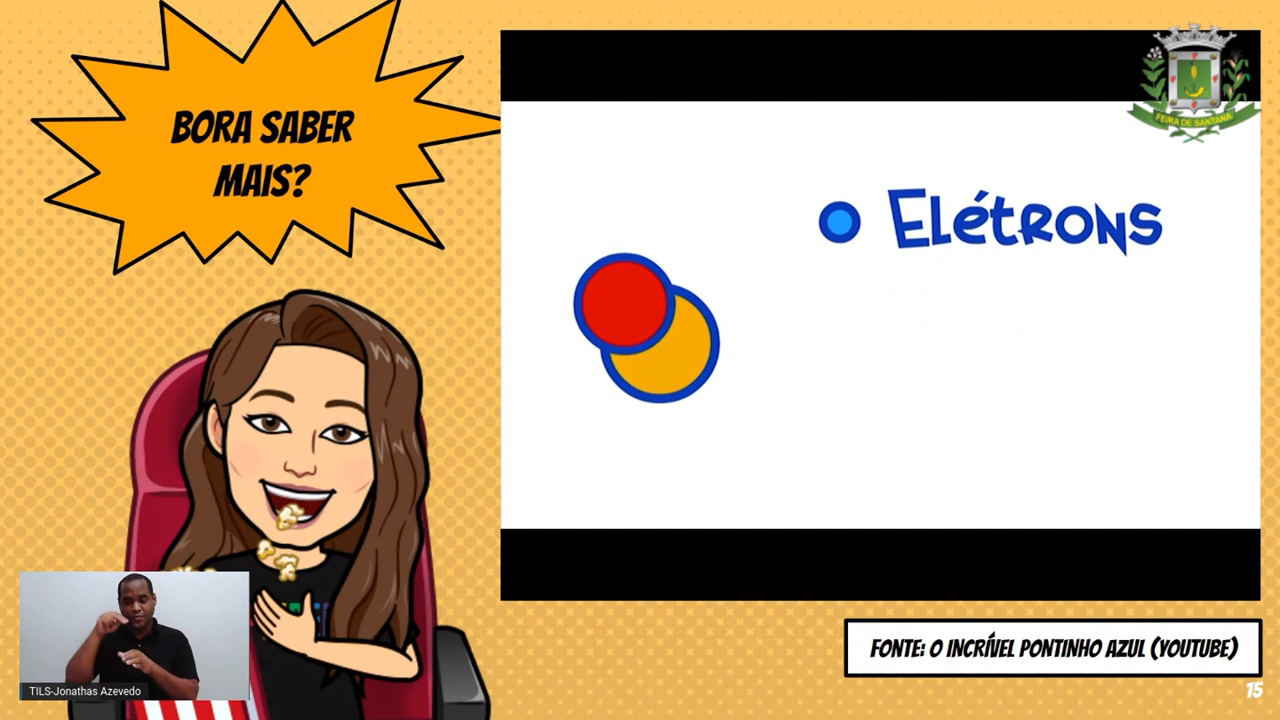 BORA SABER
MAIS?
Elétrons
FEIRA DE SANTANA
FONTE: O INCRÍVEL PONTINHO AZUL (YOUTUBE)
15
TILS-Jonathas Azevedo